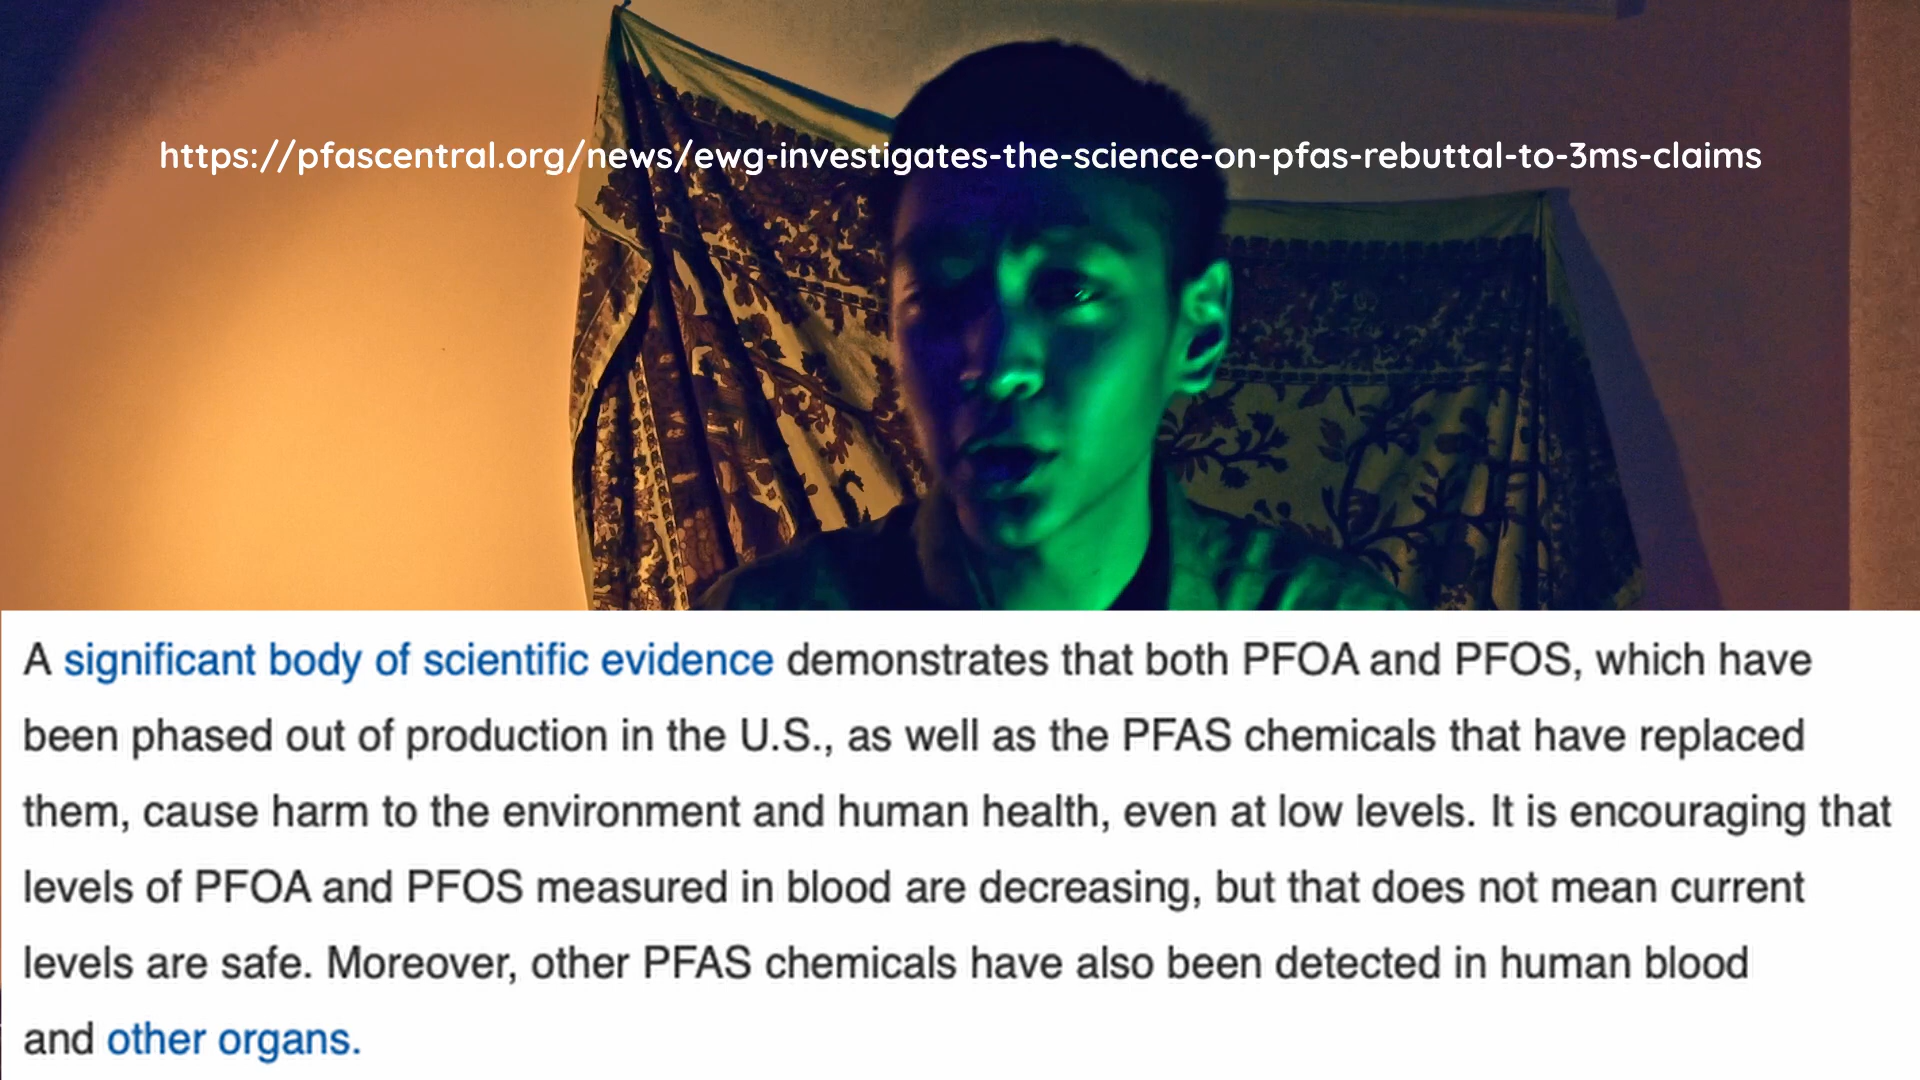 https://pfascentral.org/news/ewg-investigates-the-science-on-pfas-rebuttal-to-3ms-claims
A significant body of scientific evidence demonstrates that both PFOA and PFOS, which have
been phased out of production in the U.S., as well as the PFAS chemicals that have replaced
them, cause harm to the environment and human health, even at low levels. It is encouraging that
levels of PFOA and PFOS measured in blood are decreasing, but that does not mean current
levels are safe. Moreover, other PFAS chemicals have also been detected in human blood
and other organs.